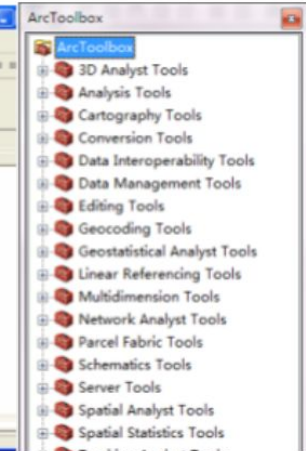 ArcToolbox
ArcToolbox
3D Analyst Tools
Analysis Tools
Cartography Tools
Conversion Tools
Data Interoperability Tools
Data Management Tools
Editing Tools
Geocoding Tools
Geostatistical Analyst Tools
Linear Referencing Tools
Multidimension Tools
Network Analyst Tools
Parcel Fabric Tools
Schematics Tools
Server Tools
Spatial Analyst Tools
Spatial Statistics Tools